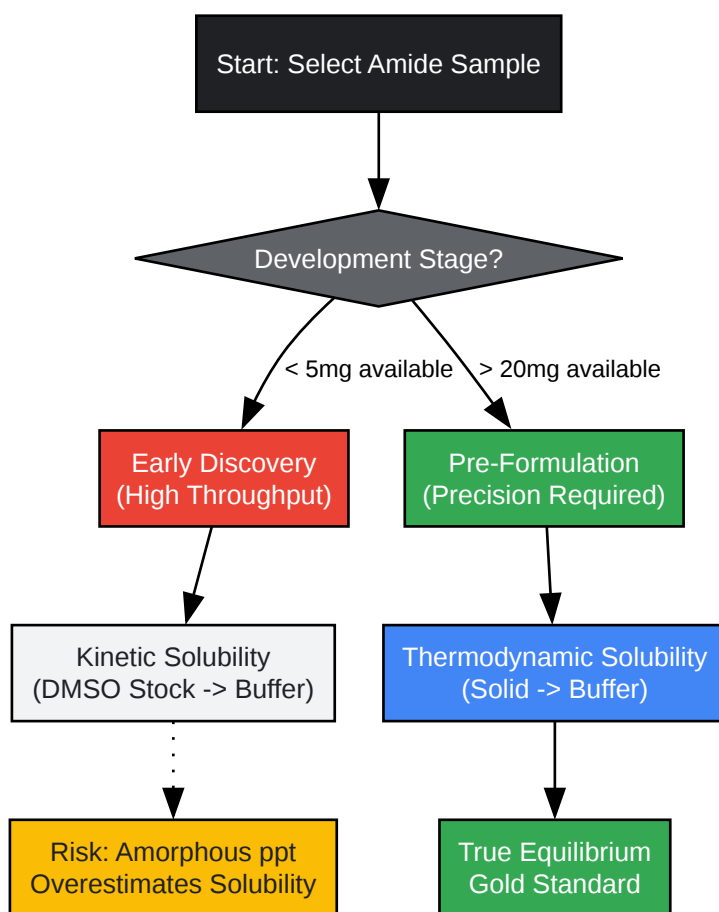 Start: Select Amide Sample
Development Stage?
< 5mg available
> 20mg available
Early Discovery
(High Throughput)
Pre-Formulation
(Precision Required)
Kinetic Solubility
(DMSO Stock -> Buffer)
Thermodynamic Solubility
(Solid -> Buffer)
Risk: Amorphous ppt
Overestimates Solubility
True Equilibrium
Gold Standard